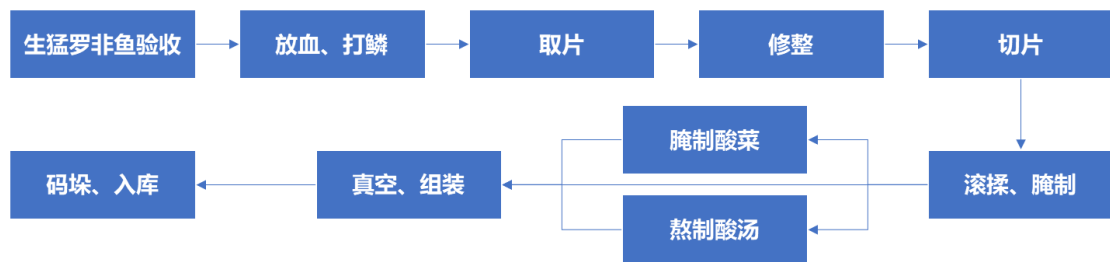 生猛罗非鱼验收
放血、打鳞
取片
修整
切片
滚揉、腌制
腌制酸菜
熬制酸汤
真空、组装
码垛、入库